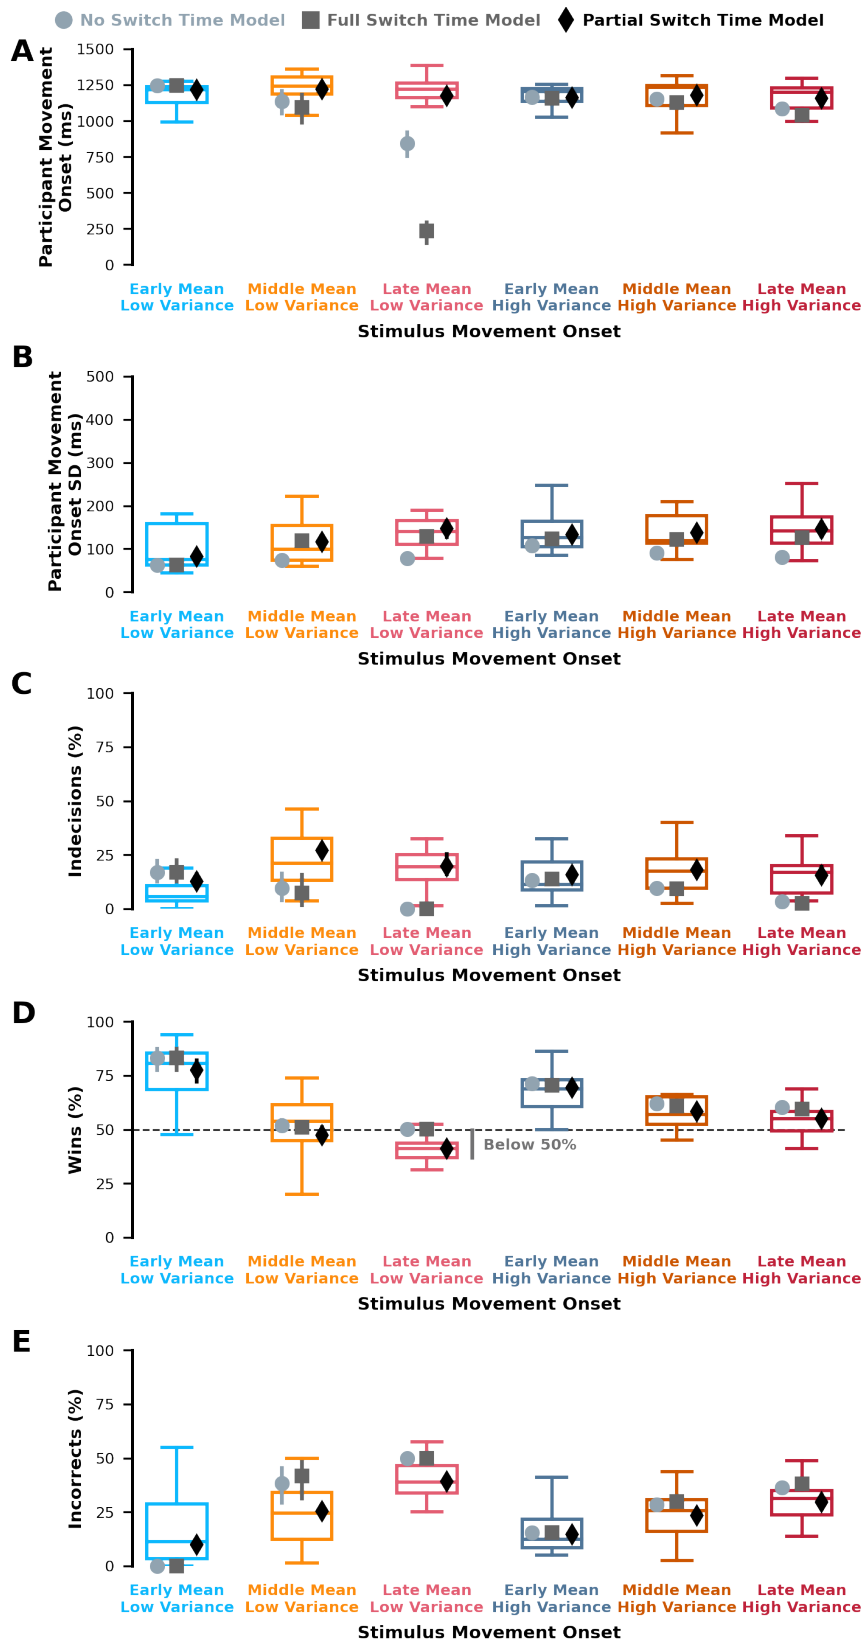 No Switch Time Model Full Switch Time Model Partial Switch Time Model
A
Participant Movement
Onset (ms)
1500
1250
1000
750
500
250
0
Early Mean Middle Mean Late Mean Early Mean Middle Mean Late Mean
Low Variance Low Variance Low Variance High Variance High Variance High Variance
Stimulus Movement Onset
B
Participant Movement
Onset SD (ms)
500
400
300
200
100
0
Early Mean Middle Mean Late Mean Early Mean Middle Mean Late Mean
Low Variance Low Variance Low Variance High Variance High Variance High Variance
Stimulus Movement Onset
C
Indecisions (%)
100
75
50
25
0
Early Mean Middle Mean Late Mean Early Mean Middle Mean Late Mean
Low Variance Low Variance Low Variance High Variance High Variance High Variance
Stimulus Movement Onset
D
Wins (%)
100
75
50
25
0
Below 50%
Early Mean Middle Mean Late Mean Early Mean Middle Mean Late Mean
Low Variance Low Variance Low Variance High Variance High Variance High Variance
Stimulus Movement Onset
E
Incorrects (%)
100
75
50
25
0
Early Mean Middle Mean Late Mean Early Mean Middle Mean Late Mean
Low Variance Low Variance Low Variance High Variance High Variance High Variance
Stimulus Movement Onset